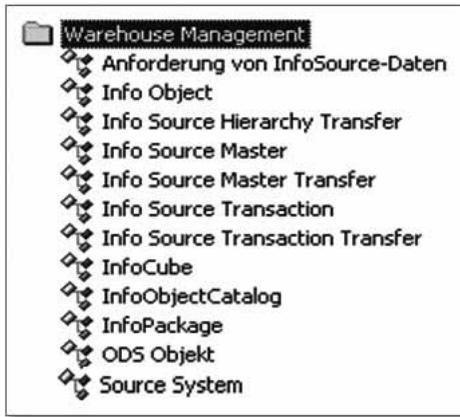 Warehouse Management
Anforderung von InfoSource-Daten
Info Object
Info Source Hierarchy Transfer
Info Source Master
Info Source Master Transfer
Info Source Transaction
Info Source Transaction Transfer
InfoCube
InfoObjectCatalog
InfoPackage
ODS Objekt
Source System